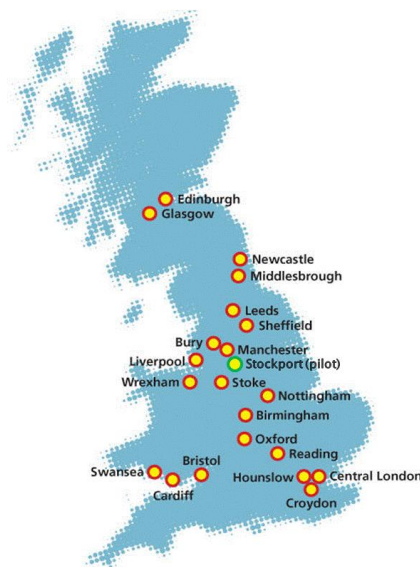 Edinburgh
Glasgow
Newcastle
Middlesbrough
Leeds
Sheffield
Bury
Manchester
Liverpool
Stockport (pilot)
Wrexham
Stoke
Nottingham
Birmingham
Oxford
Reading
Bristol
Swansea
Hounslow
Central London
Cardiff
Croydon